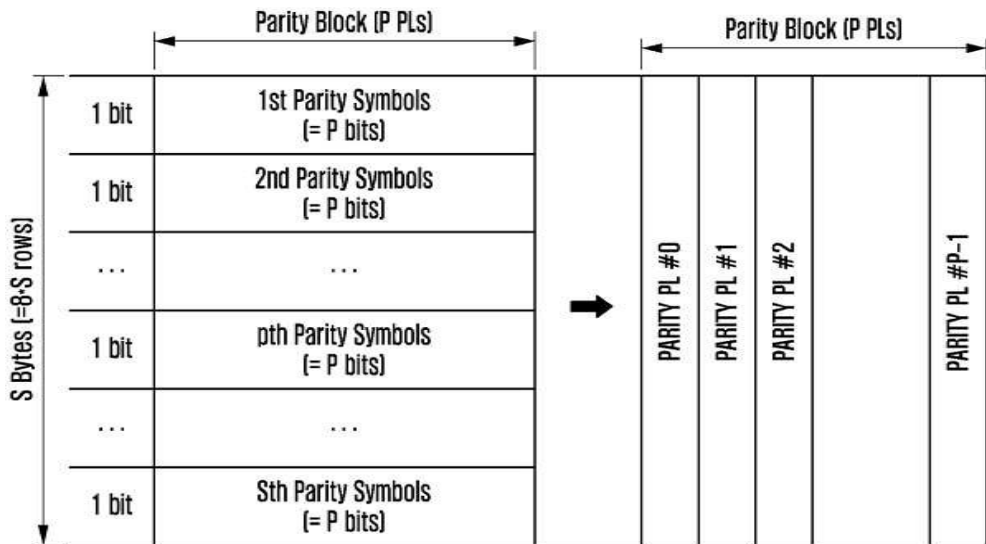 Parity Block (P PLs)
Parity Block (P PLs)
S Bytes (=8*S rows)
1 bit
1st Parity Symbols
(= P bits)
1 bit
2nd Parity Symbols
(= P bits)
...
...
1 bit
pth Parity Symbols
(= P bits)
...
...
1 bit
Sth Parity Symbols
(= P bits)
PARITY PL #0
PARITY PL #1
PARITY PL #2
PARITY PL #P-1